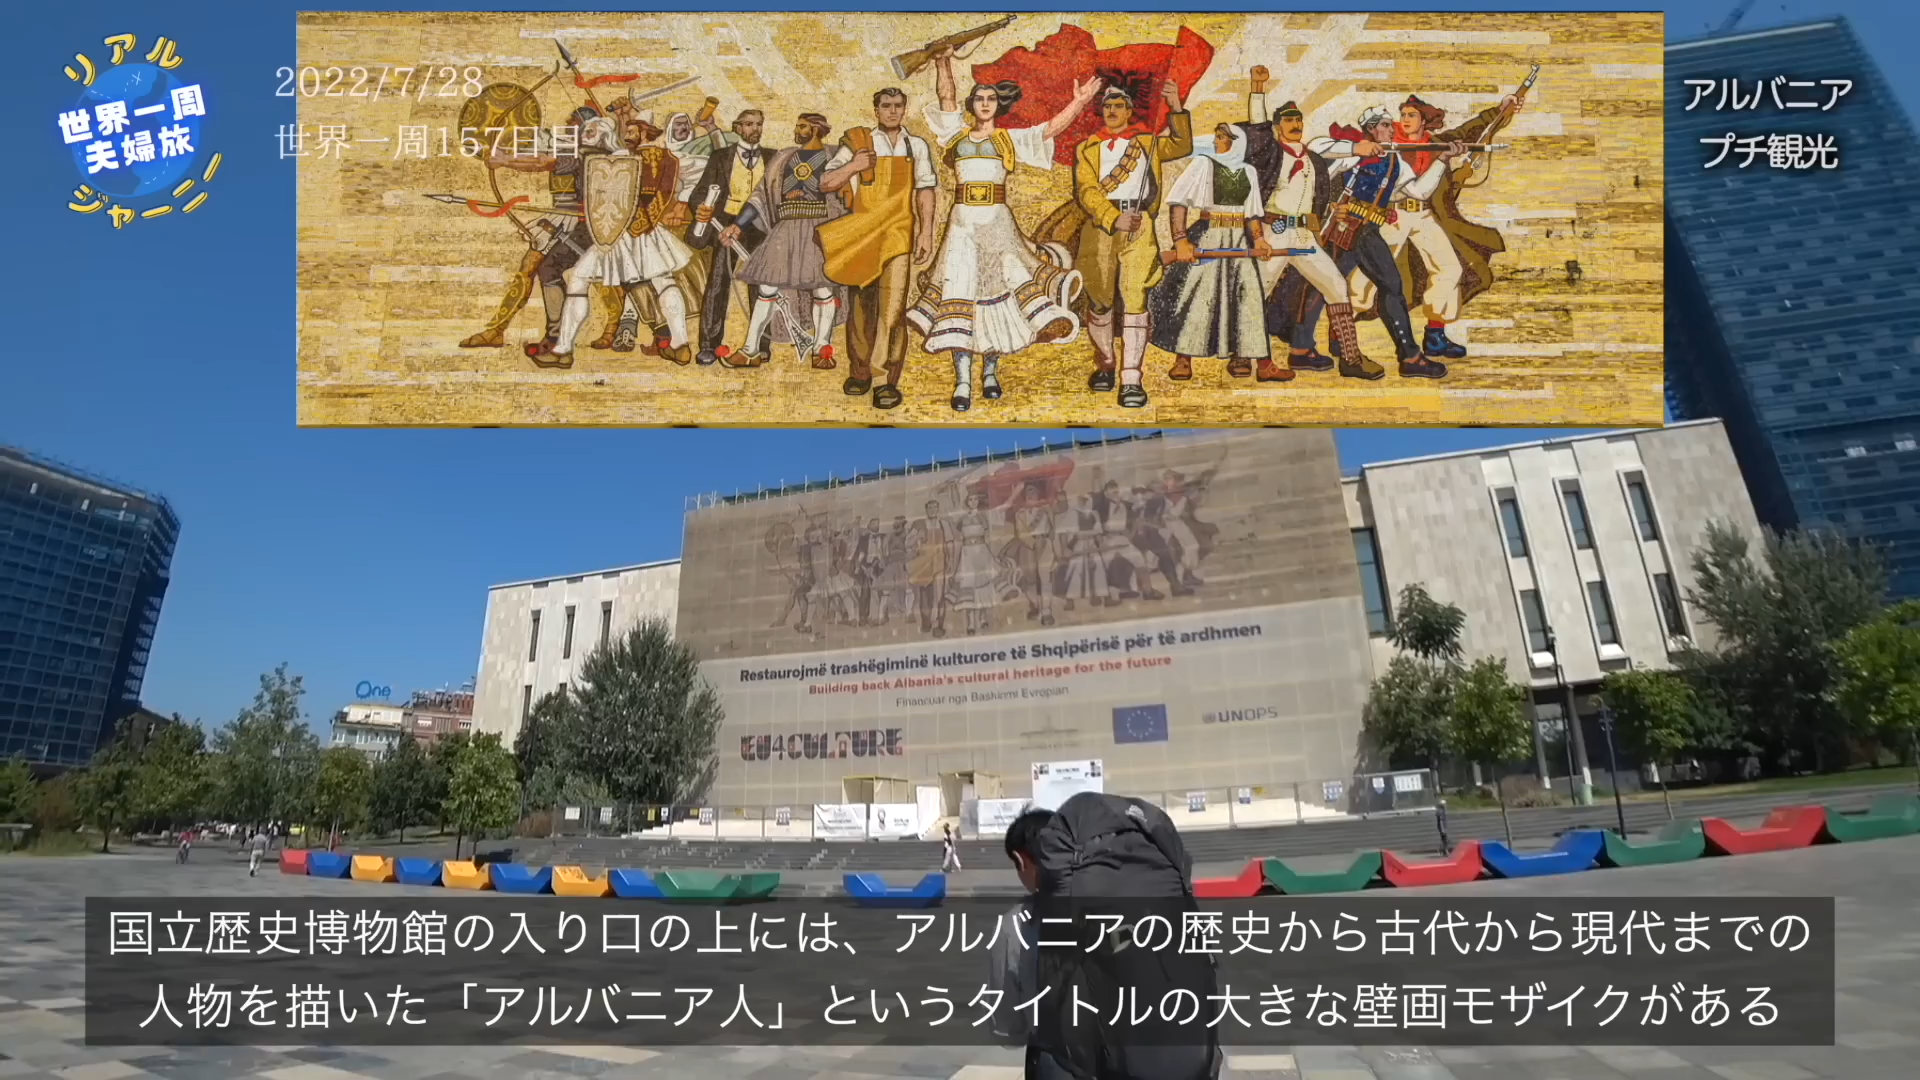 リアル
世界一周
夫婦旅
ジャーニー
2022/7/28
世界一周157日目
アルバニア
プチ観光
One
Restaurojmë trashëgiminë kulturore të Shqipërisë për të ardhmen
Building back Albania's cultural heritage for the future
Financuar nga Bashkimi Evropian
EU4CULTURE
UNOPS
国立歴史博物館の入り口の上には、アルバニアの歴史から古代から現代までの
人物を描いた「アルバニア人」というタイトルの大きな壁画モザイクがある